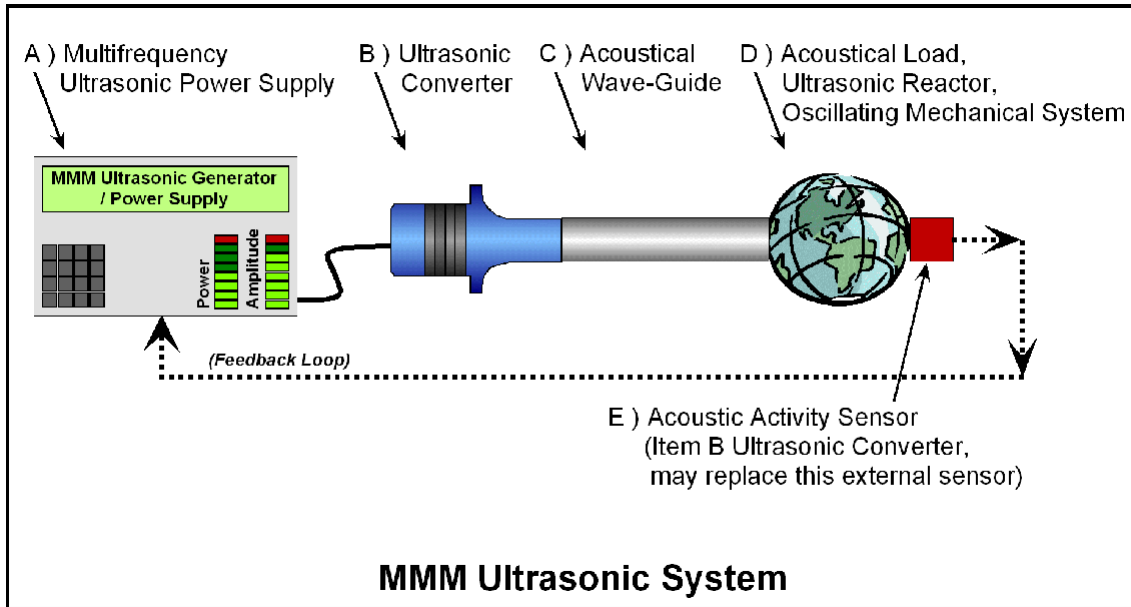 A ) Multifrequency
Ultrasonic Power Supply
B ) Ultrasonic
Converter
C ) Acoustical
Wave-Guide
D ) Acoustical Load,
Ultrasonic Reactor,
Oscillating Mechanical System
MMM Ultrasonic Generator
/ Power Supply
Power
Amplitude
(Feedback Loop)
E ) Acoustic Activity Sensor
(Item B Ultrasonic Converter,
may replace this external sensor)
MMM Ultrasonic System